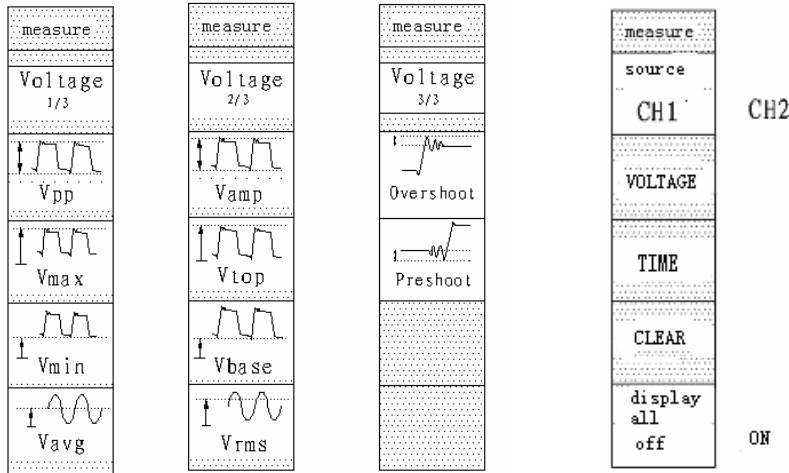 measure
Voltage
1/3
Vpp
Vmax
Vmin
Vavg
measure
Voltage
2/3
Vamp
Vtop
Vbase
Vrms
measure
Voltage
3/3
Overshoot
Preshoot
measure
source
CH1
CH2
VOLTAGE
TIME
CLEAR
display
all
off
ON